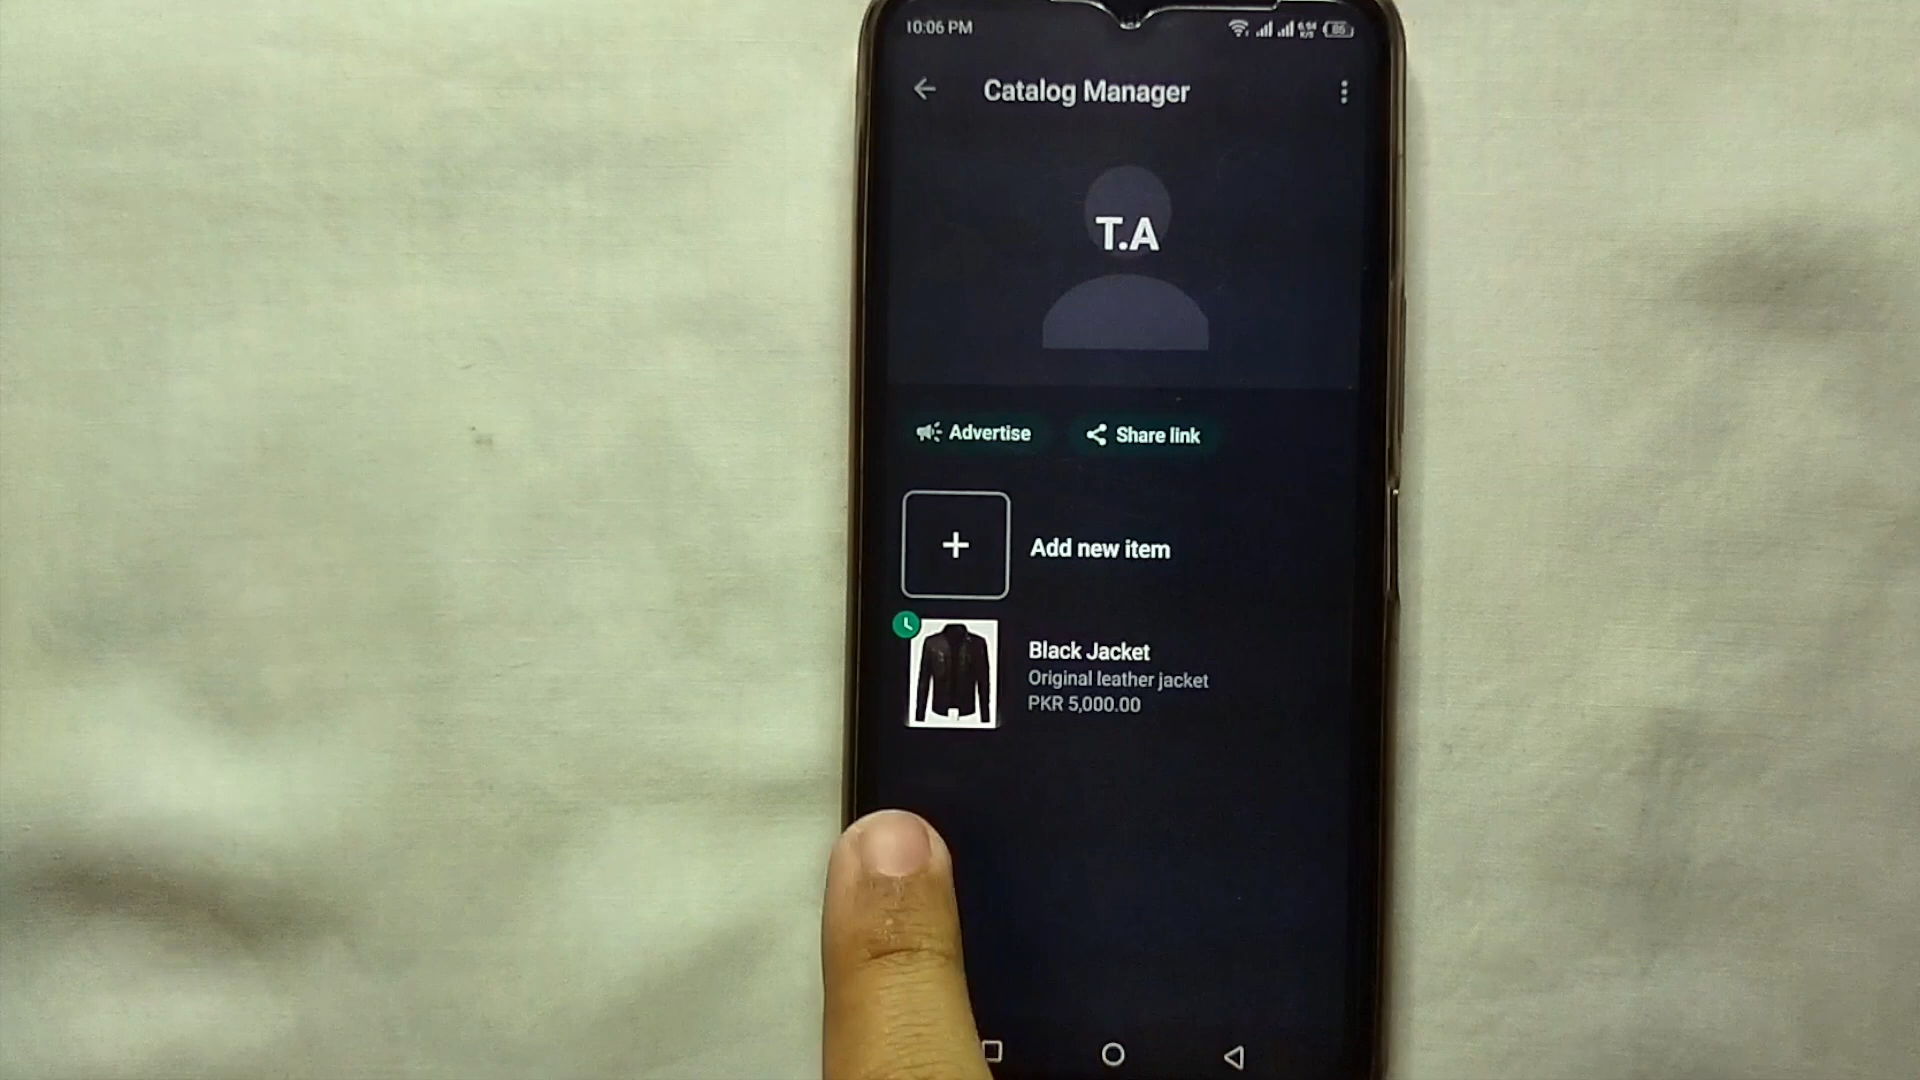 10:06 PM
86
Catalog Manager
T.A
Advertise
Share link
Add new item
Black Jacket
Original leather jacket
PKR 5,000.00